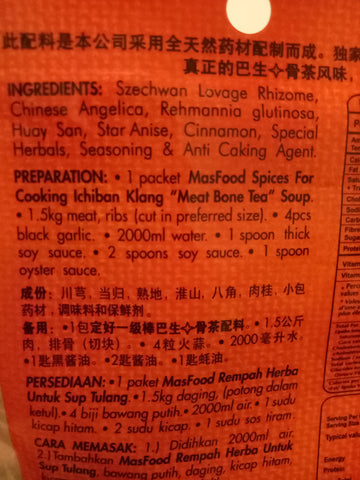 此配料是本公司采用全天然药材配制而成。独家
真正的巴生✧骨茶风味.
INGREDIENTS: Szechwan Lovage Rhizome,
Chinese Angelica, Rehmannia glutinosa,
Huay San, Star Anise, Cinnamon, Special
Herbals, Seasoning & Anti Caking Agent.
PREPARATION: • 1 packet MasFood Spices For
Cooking Ichiban Klang "Meat Bone Tea" Soup.
• 1.5kg meat, ribs (cut in preferred size). • 4pcs
black garlic. • 2000ml water. • 1 spoon thick
soy sauce. • 2 spoons soy sauce. • 1 spoon
oyster sauce.
成份: 川芎, 当归, 熟地, 淮山, 八角, 肉桂, 小包
药材, 调味料和保鲜剂.
备用: •1包定好一级棒巴生✧骨茶配料. • 1.5公斤
肉, 排骨 (切块). • 4粒火蒜. • 2000毫升水
•1匙黑酱油. •2匙酱油. •1匙蚝油.
PERSEDIAAN: •1 paket MasFood Rempah Herba
Untuk Sup Tulang. •1.5kg daging, (potong dalam
ketul).• 4 biji bawang putih.• 2000ml air.• 1 sudu
kicap hitam. • 2 sudu kicap. • 1 sudu sos tiram.
CARA MEMASAK: 1.) Didihkan 2000ml air.
2.)Tambahkan MasFood Rempah Herba Untuk
Sup Tulang, bawang putih, daging, kicap hitam,
Protein
Vitamin
Serving Size
Typical value
Energy
Protein